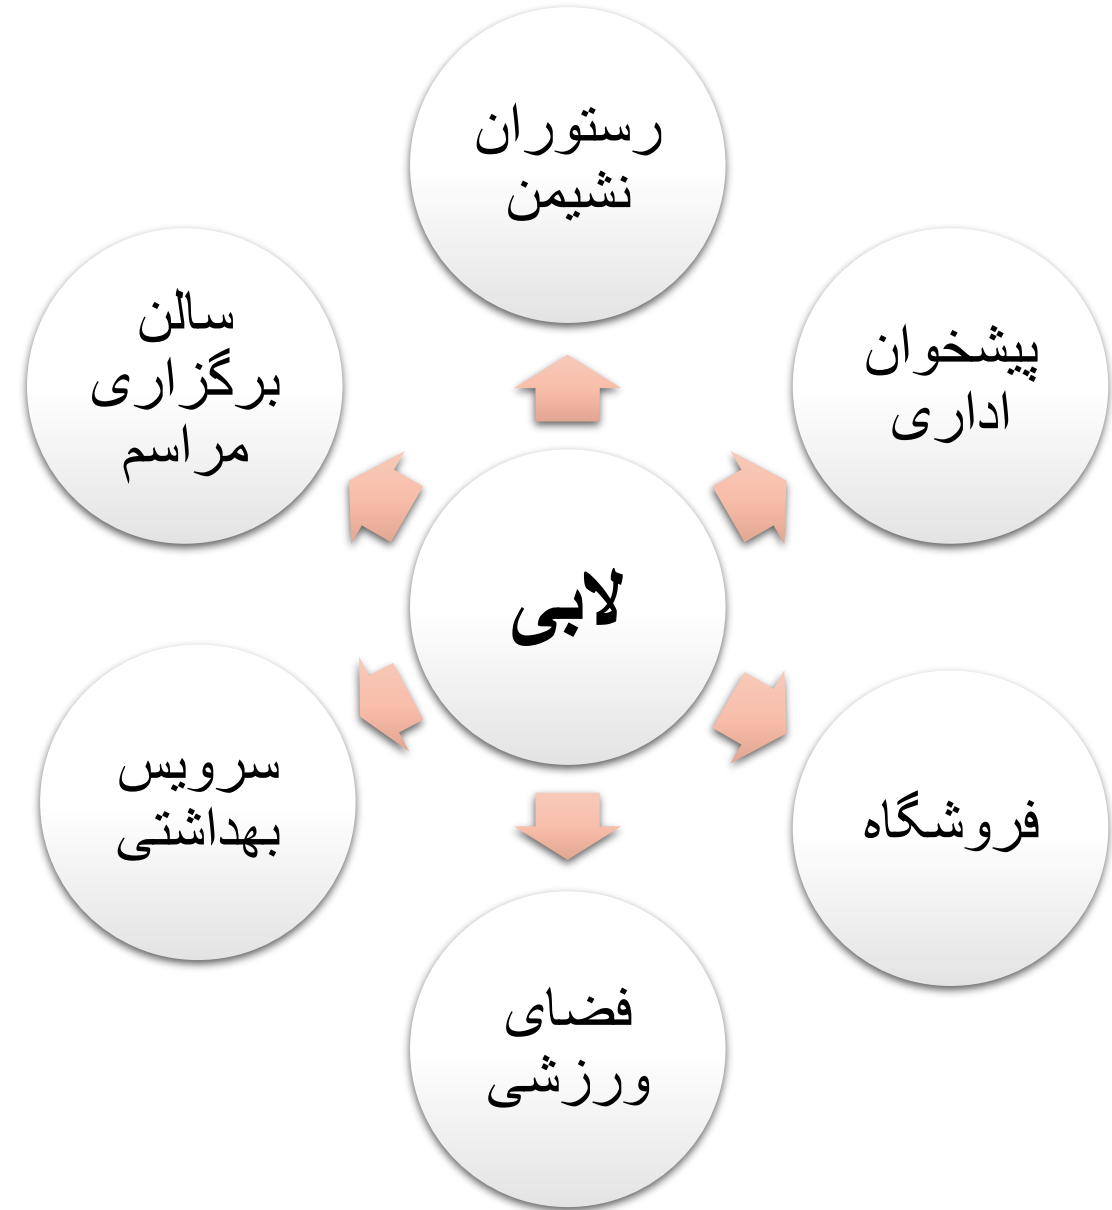 رستوران
نشیمن
پیشخوان
اداری
فروشگاه
فضای
ورزشی
سرویس
بهداشتی
سالن
برگزاری
مراسم
لابی